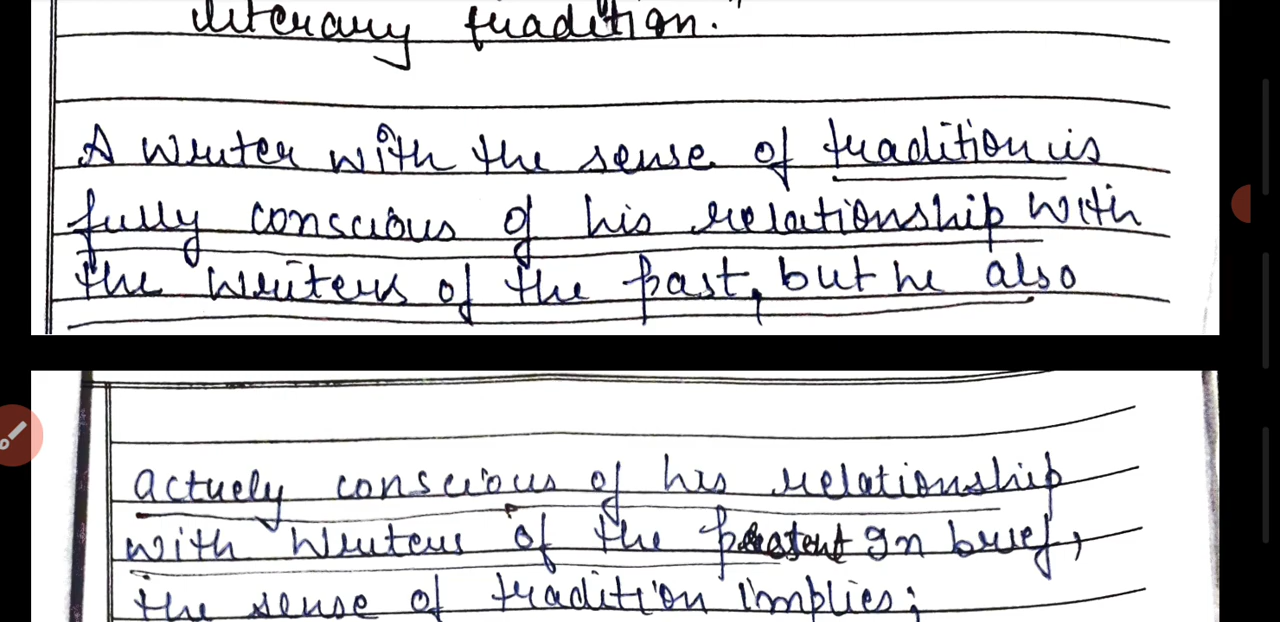 literary tradition."
A writer with the sense of tradition is
fully conscious of his relationship with
the writers of the past, but he also
actuely conscious of his relationship
with writers of the In brief,
the sense of tradition implies;